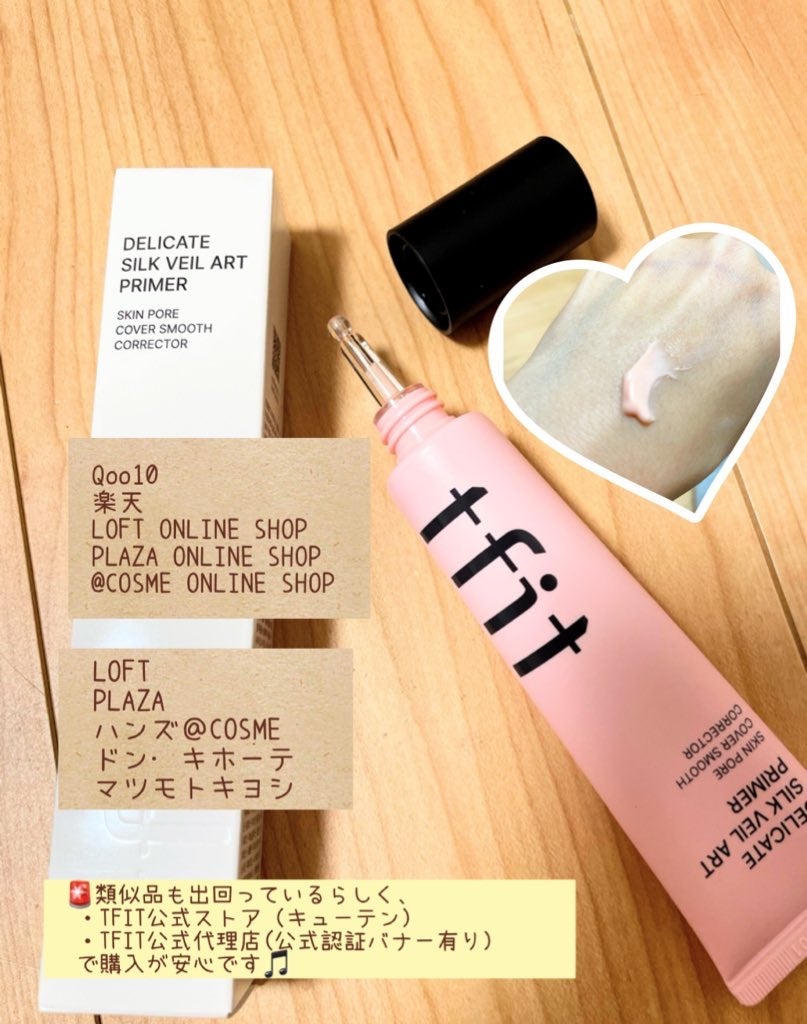 DELICATE
SILK VEIL ART
PRIMER
SKIN PORE
COVER SMOOTH
CORRECTOR
Qoo10
楽天
LOFT ONLINE SHOP
PLAZA ONLINE SHOP
@COSME ONLINE SHOP
LOFT
PLAZA
ハンズ@COSME
ドン・キホーテ
マツモトキヨシ
tfit
SKIN PORE
COVER SMOOTH
CORRECTOR
DELICATE
SILK VEIL ART
PRIMER
🚨類似品も出回っているらしく、
・TFIT公式ストア（キューテン）
・TFIT公式代理店(公式認証バナー有り)
で購入が安心です🎵